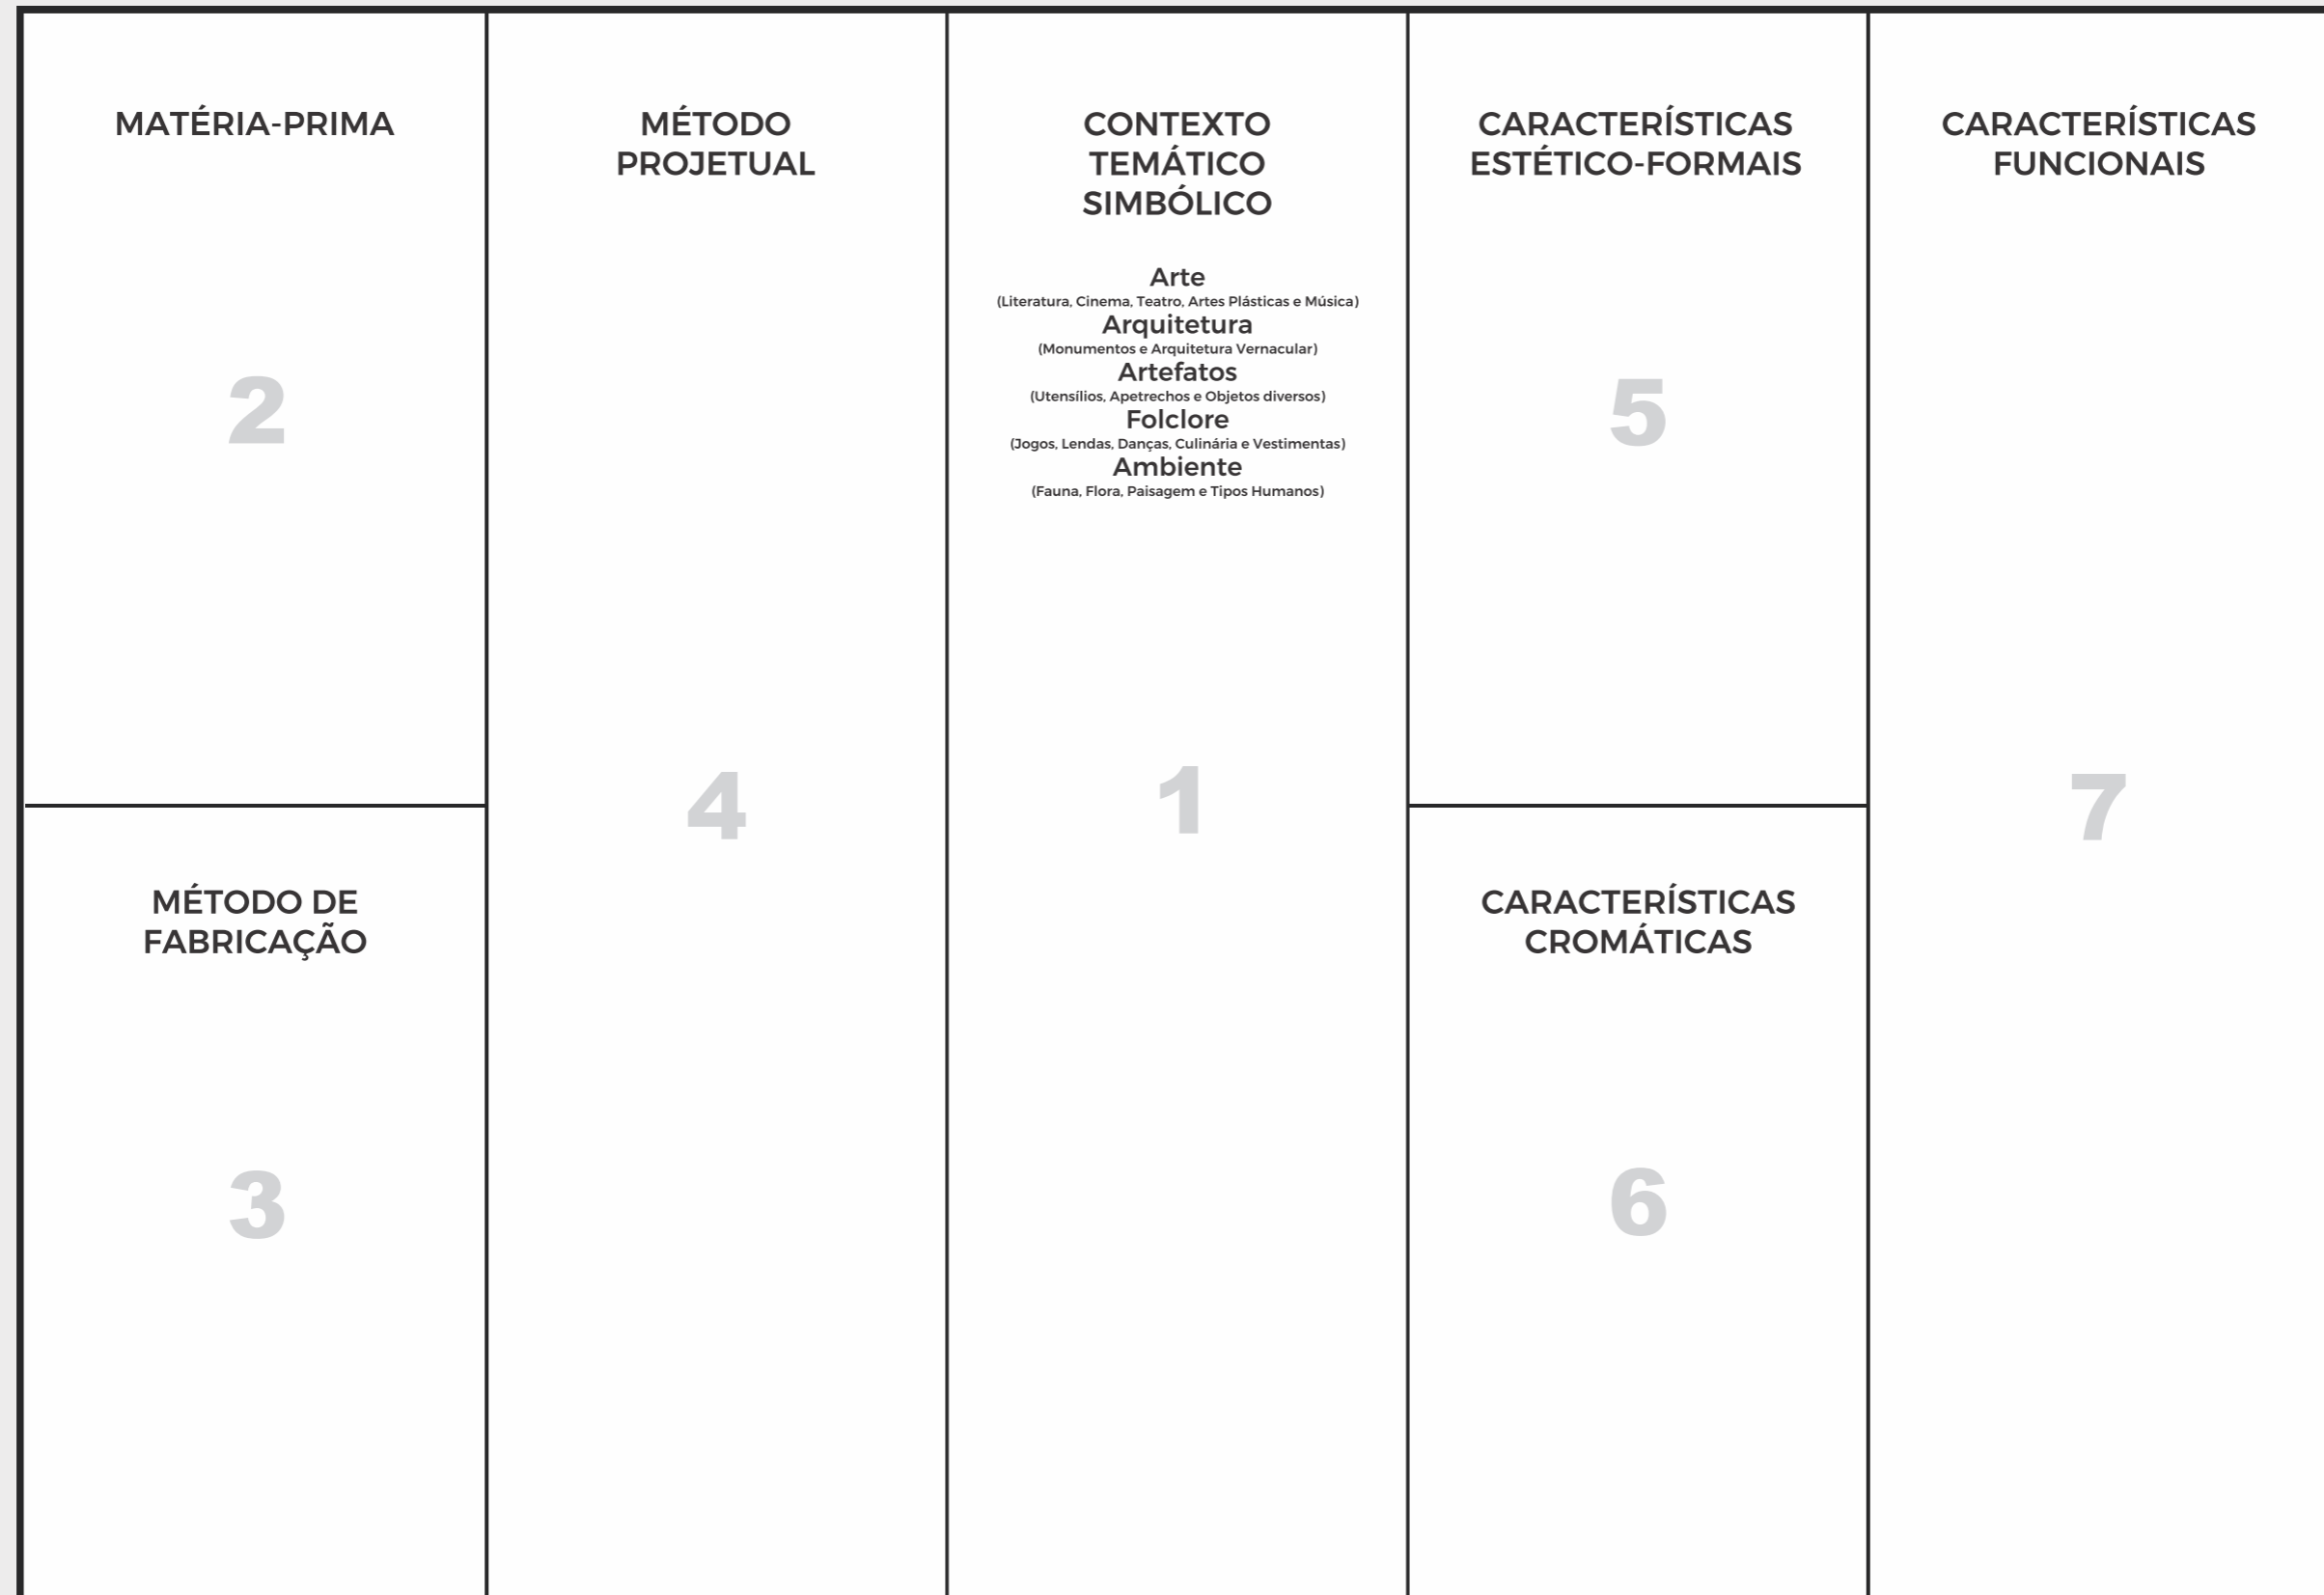 MATÉRIA-PRIMA
2
MÉTODO DE
FABRICAÇÃO
3
MÉTODO
PROJETUAL
4
CONTEXTO
TEMÁTICO
SIMBÓLICO
Arte
(Literatura, Cinema, Teatro, Artes Plásticas e Música)
Arquitetura
(Monumentos e Arquitetura Vernacular)
Artefatos
(Utensílios, Apetrechos e Objetos diversos)
Folclore
(Jogos, Lendas, Danças, Culinária e Vestimentas)
Ambiente
(Fauna, Flora, Paisagem e Tipos Humanos)
1
CARACTERÍSTICAS
ESTÉTICO-FORMAIS
5
CARACTERÍSTICAS
CROMÁTICAS
6
CARACTERÍSTICAS
FUNCIONAIS
7